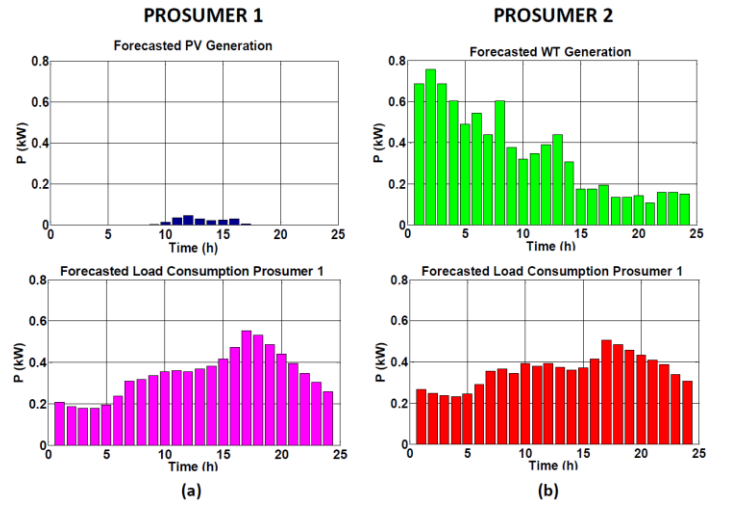 PROSUMER 1
PROSUMER 2
Forecasted PV Generation
0.8
0.6
0.4
0.2
0
P (kW)
0 5 10 15 20 25
Time (h)
Forecasted WT Generation
0.8
0.6
0.4
0.2
0
P (kW)
0 5 10 15 20 25
Time (h)
Forecasted Load Consumption Prosumer 1
0.8
0.6
0.4
0.2
0
P (kW)
0 5 10 15 20 25
Time (h)
(a)
Forecasted Load Consumption Prosumer 1
0.8
0.6
0.4
0.2
0
P (kW)
0 5 10 15 20 25
Time (h)
(b)